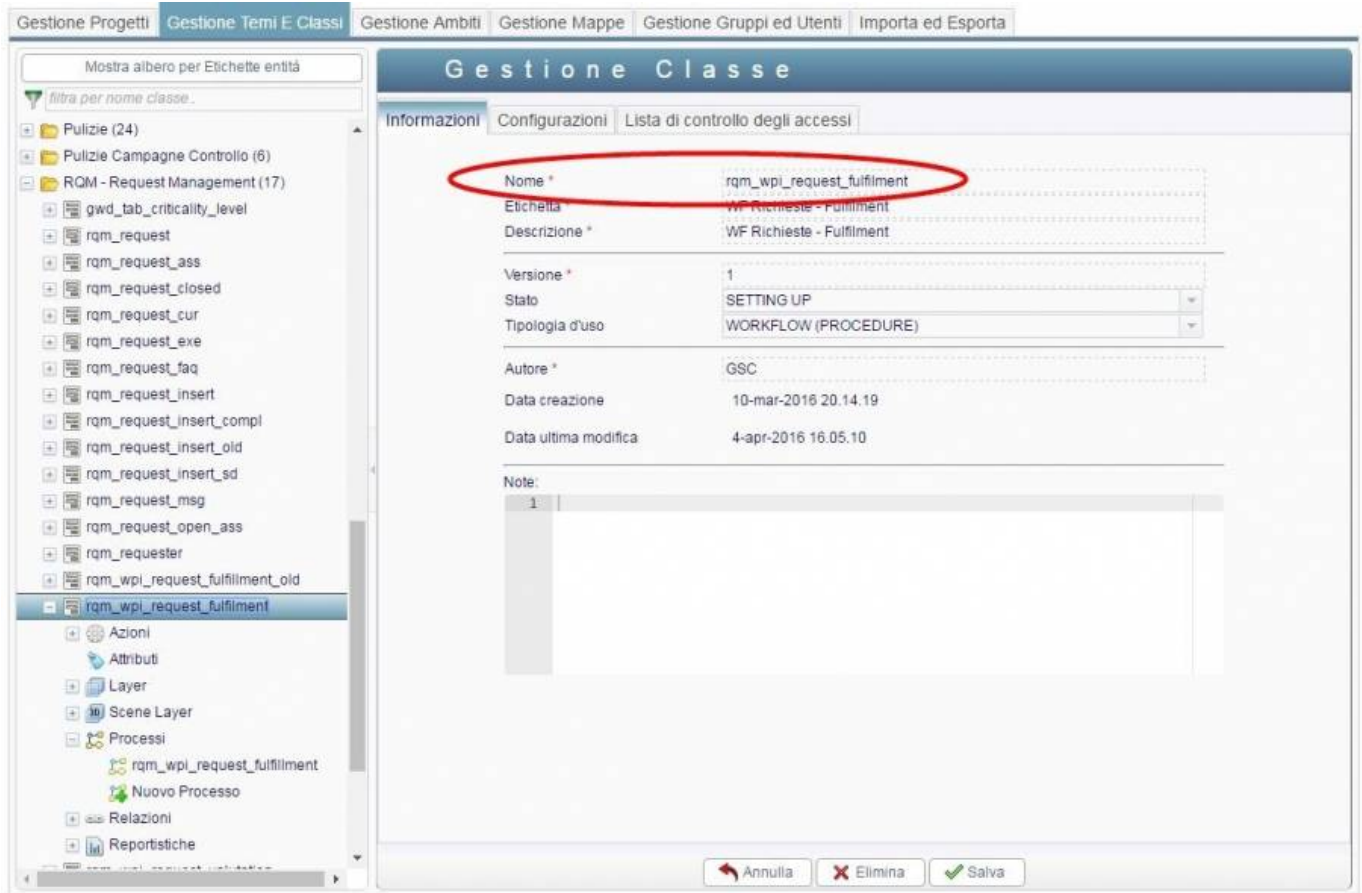 Gestione Progetti Gestione Temi E Classi Gestione Ambiti Gestione Mappe Gestione Gruppi ed Utenti Importa ed Esporta
Mostra albero per Etichette entità
filtra per nome classe..
Pulizie (24)
Pulizie Campagne Controllo (6)
RQM - Request Management (17)
gwd_tab_criticality_level
rqm_request
rqm_request_ass
rqm_request_closed
rqm_request_cur
rqm_request_exe
rqm_request_faq
rqm_request_insert
rqm_request_insert_compl
rqm_request_insert_old
rqm_request_insert_sd
rqm_request_msg
rqm_request_open_ass
rqm_requester
rqm_wpi_request_fulfillment_old
rqm_wpi_request_fulfilment
Azioni
Attributi
Layer
Scene Layer
Processi
rqm_wpi_request_fulfillment
Nuovo Processo
Relazioni
Reportistiche
Gestione Classe
Informazioni Configurazioni Lista di controllo degli accessi
Nome * rqm_wpi_request_fulfilment
Etichetta WF Richieste - Fulfilment
Descrizione * WF Richieste - Fulfilment
Versione * 1
Stato SETTING UP
Tipologia d'uso WORKFLOW (PROCEDURE)
Autore * GSC
Data creazione 10-mar-2016 20.14.19
Data ultima modifica 4-apr-2016 16.05.10
Note:
1
Annulla Elimina Salva